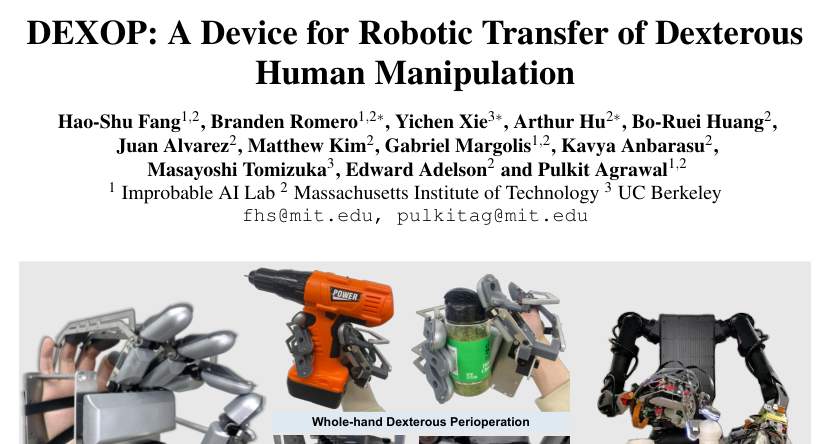 DEXOP: A Device for Robotic Transfer of Dexterous
Human Manipulation
Hao-Shu Fang1,2, Branden Romero1,2∗, Yichen Xie3∗, Arthur Hu2∗, Bo-Ruei Huang2,
Juan Alvarez2, Matthew Kim2, Gabriel Margolis1,2, Kavya Anbarasu2,
Masayoshi Tomizuka3, Edward Adelson2 and Pulkit Agrawal1,2
1 Improbable AI Lab 2 Massachusetts Institute of Technology 3 UC Berkeley
fhs@mit.edu, pulkitag@mit.edu
POWER
Whole-hand Dexterous Perioperation